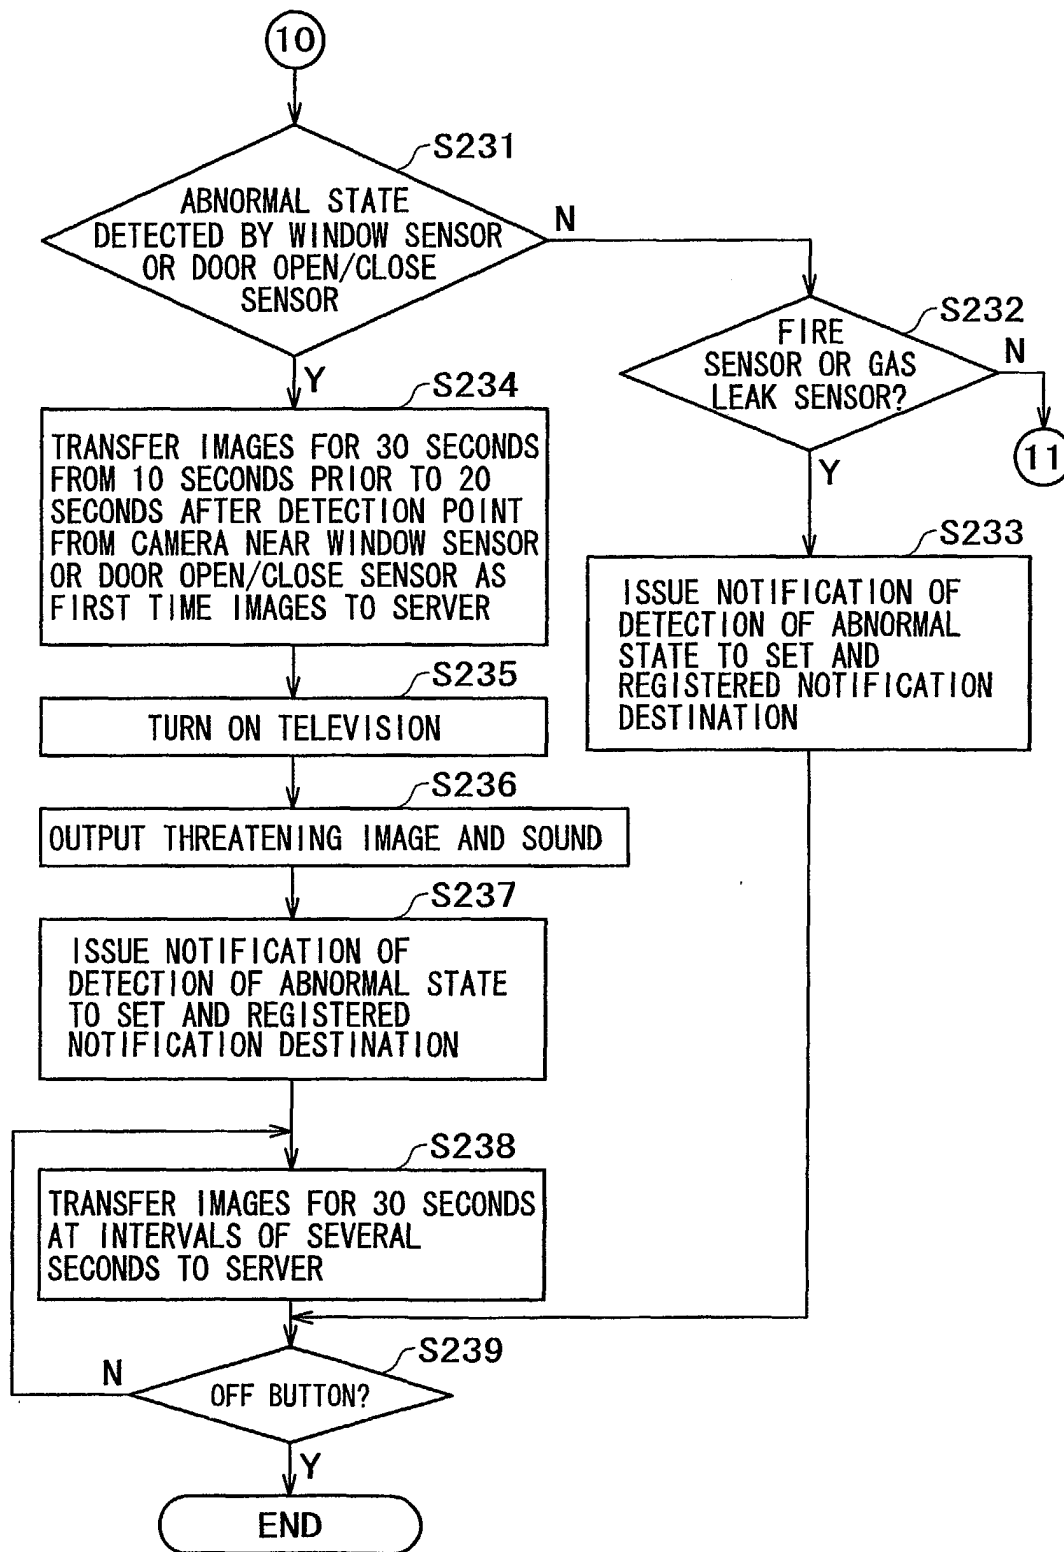 10
S231
ABNORMAL STATE
DETECTED BY WINDOW SENSOR
OR DOOR OPEN/CLOSE
SENSOR
N
Y
S232
FIRE
SENSOR OR GAS
LEAK SENSOR?
N
11
Y
S233
ISSUE NOTIFICATION OF
DETECTION OF ABNORMAL
STATE TO SET AND
REGISTERED NOTIFICATION
DESTINATION
S234
TRANSFER IMAGES FOR 30 SECONDS
FROM 10 SECONDS PRIOR TO 20
SECONDS AFTER DETECTION POINT
FROM CAMERA NEAR WINDOW SENSOR
OR DOOR OPEN/CLOSE SENSOR AS
FIRST TIME IMAGES TO SERVER
S235
TURN ON TELEVISION
S236
OUTPUT THREATENING IMAGE AND SOUND
S237
ISSUE NOTIFICATION OF
DETECTION OF ABNORMAL STATE
TO SET AND REGISTERED
NOTIFICATION DESTINATION
S238
TRANSFER IMAGES FOR 30 SECONDS
AT INTERVALS OF SEVERAL
SECONDS TO SERVER
S239
OFF BUTTON?
N
Y
END